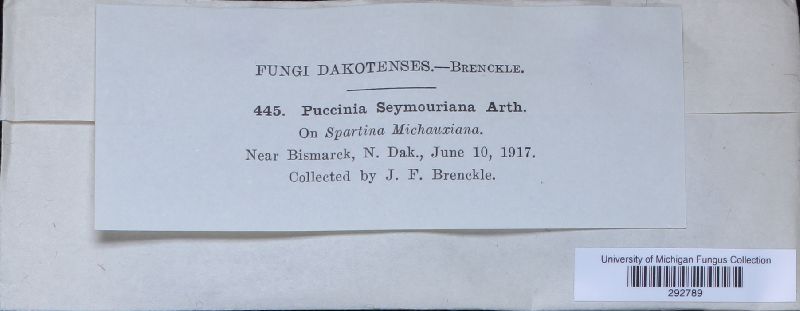 FUNGI DAKOTENSES.—BRENCKLE.
445. Puccinia Seymouriana Arth.
On Spartina Michauxiana.
Near Bismarck, N. Dak., June 10, 1917.
Collected by J. F. Brenckle.
University of Michigan Fungus Collection
292789